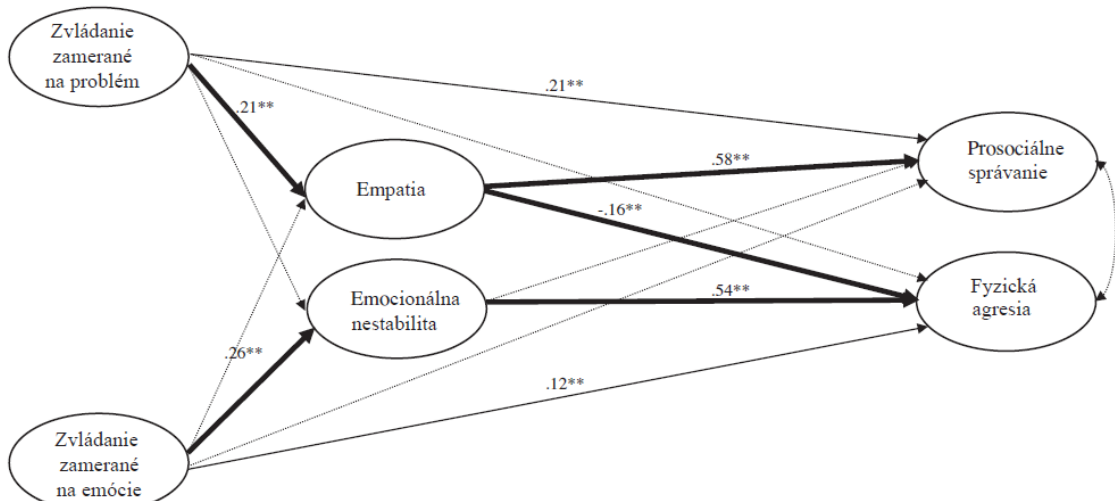 Zvládanie
zamerané
na problém
.21**
.21**
Empatia
.58**
-.16**
Prosociálne
správanie
Emocionálna
nestabilita
.54**
Fyzická
agresia
.26**
.12**
Zvládanie
zamerané
na emócie